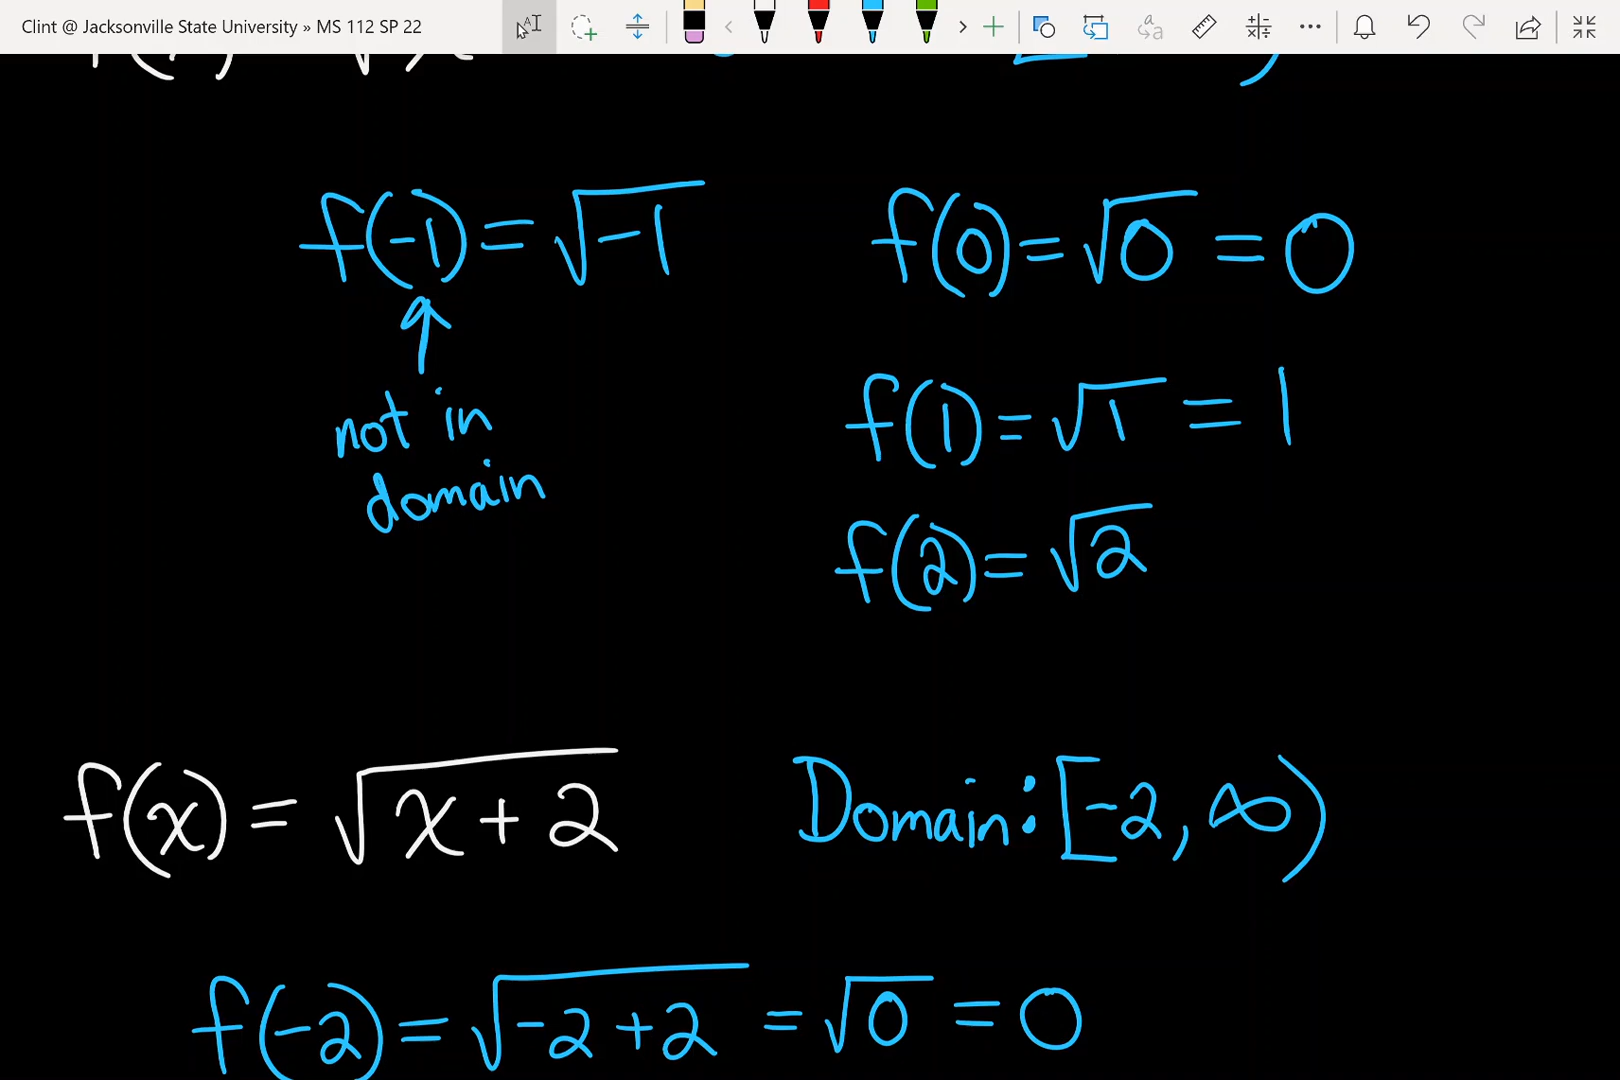 Clint @ Jacksonville State University » MS 112 SP 22
f(-1) = √-1
f(0) = √0 = 0
not in
domain
f(1) = √1 = 1
f(2) = √2
f(x) = √x + 2
Domain: [-2, ∞)
f(-2) = √-2 + 2 = √0 = 0